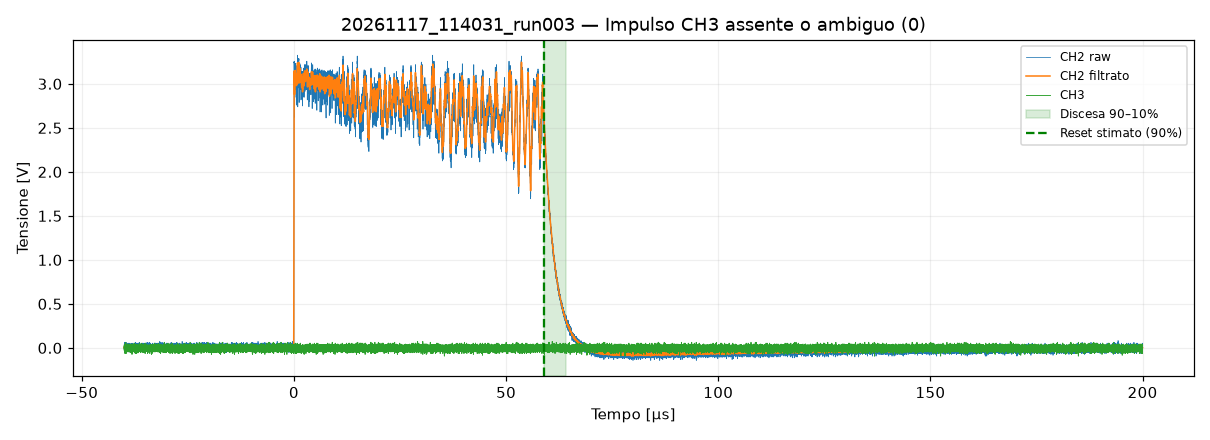 20261117_114031_run003 — Impulso CH3 assente o ambiguo (0)
Tensione [V]
3.0
2.5
2.0
1.5
1.0
0.5
0.0
−50
0
50
100
150
200
Tempo [µs]
CH2 raw
CH2 filtrato
CH3
Discesa 90–10%
Reset stimato (90%)